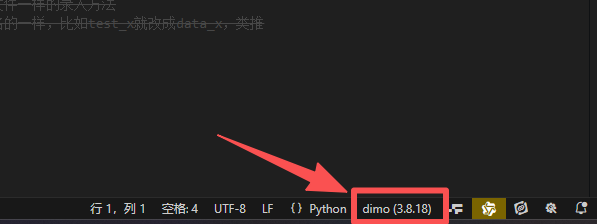 文件一样的录入方法
名的一样，比如test_x就改成data_x，类推
行 1，列 1 空格: 4 UTF-8 LF {} Python dimo (3.8.18)